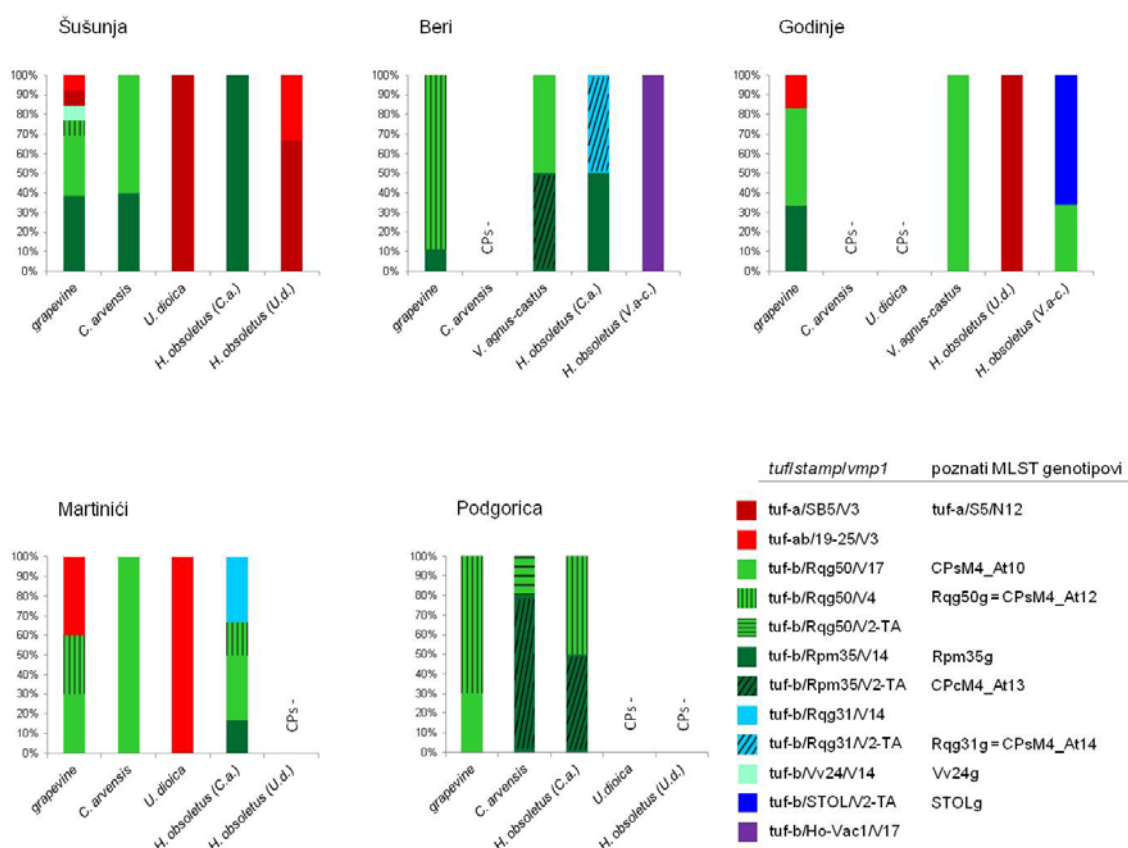 Šušunja
100%
90%
80%
70%
60%
50%
40%
30%
20%
10%
0%
grapevine
C. arvensis
U. dioica
H. obsoletus (C.a.)
H. obsoletus (U.d.)
Beri
100%
90%
80%
70%
60%
50%
40%
30%
20%
10%
0%
CPs -
grapevine
C. arvensis
V. agnus-castus
H. obsoletus (C.a.)
H. obsoletus (V.a-c.)
Godinje
100%
90%
80%
70%
60%
50%
40%
30%
20%
10%
0%
CPs -
CPs -
grapevine
C. arvensis
U. dioica
V. agnus-castus
H. obsoletus (U.d.)
H. obsoletus (V.a-c.)
Martinići
100%
90%
80%
70%
60%
50%
40%
30%
20%
10%
0%
CPs -
grapevine
C. arvensis
U. dioica
H. obsoletus (C.a.)
H. obsoletus (U.d.)
Podgorica
100%
90%
80%
70%
60%
50%
40%
30%
20%
10%
0%
CPs -
CPs -
grapevine
C. arvensis
H. obsoletus (C.a.)
U.dioica
H. obsoletus (U.d.)
tuf/stamp/vmp1 poznati MLST genotipovi
tuf-a/SB5/V3 tuf-a/S5/N12
tuf-ab/19-25/V3
tuf-b/Rqg50/V17 CPsM4_At10
tuf-b/Rqg50/V4 Rqg50g = CPsM4_At12
tuf-b/Rqg50/V2-TA
tuf-b/Rpm35/V14 Rpm35g
tuf-b/Rpm35/V2-TA CPcM4_At13
tuf-b/Rqg31/V14
tuf-b/Rqg31/V2-TA Rqg31g = CPsM4_At14
tuf-b/Vv24/V14 Vv24g
tuf-b/STOL/V2-TA STOLg
tuf-b/Ho-Vac1/V17